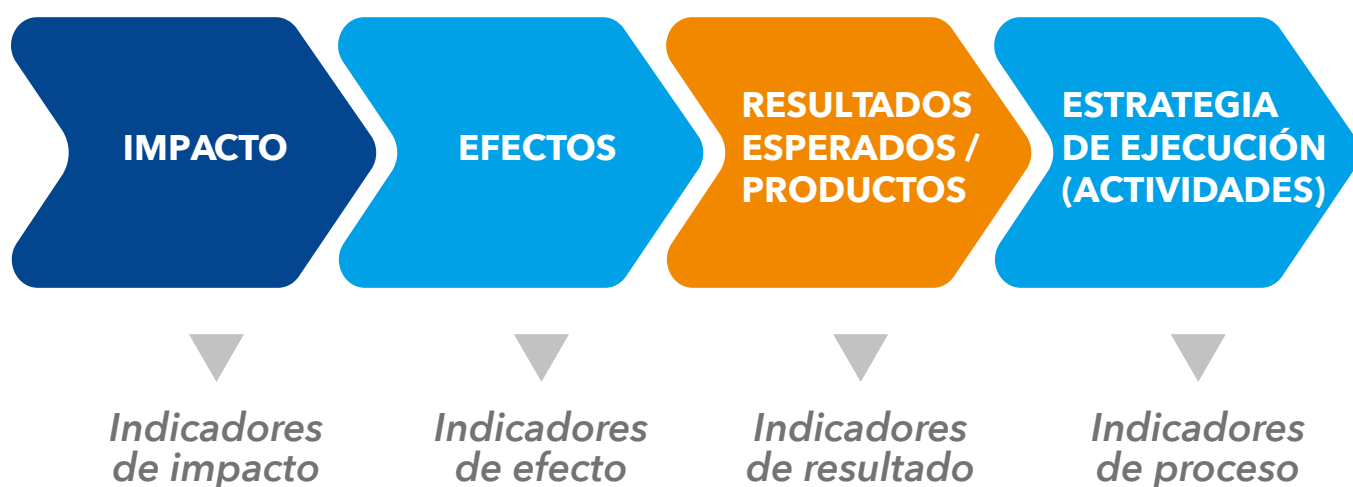 IMPACTO
EFECTOS
RESULTADOS
ESPERADOS /
PRODUCTOS
ESTRATEGIA
DE EJECUCIÓN
(ACTIVIDADES)
Indicadores
de impacto
Indicadores
de efecto
Indicadores
de resultado
Indicadores
de proceso